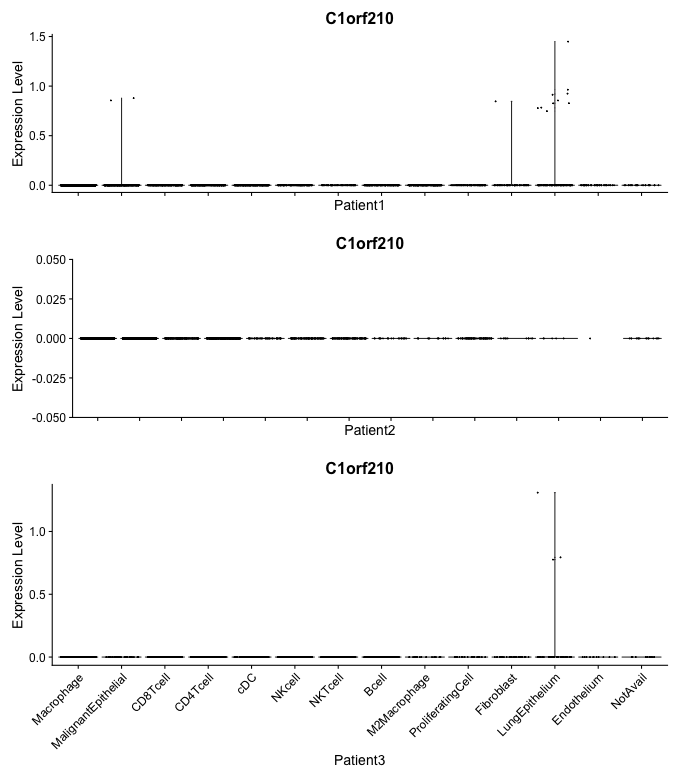 C1orf210
Expression Level
1.5
1.0
0.5
0.0
Patient1
C1orf210
Expression Level
0.050
0.025
0.000
-0.025
-0.050
Patient2
C1orf210
Expression Level
1.0
0.5
0.0
Macrophage
MalignantEpithelial
CD8Tcell
CD4Tcell
cDC
NKcell
NKTcell
Bcell
M2Macrophage
ProliferatingCell
Fibroblast
LungEpithelium
Endothelium
NotAvail
Patient3